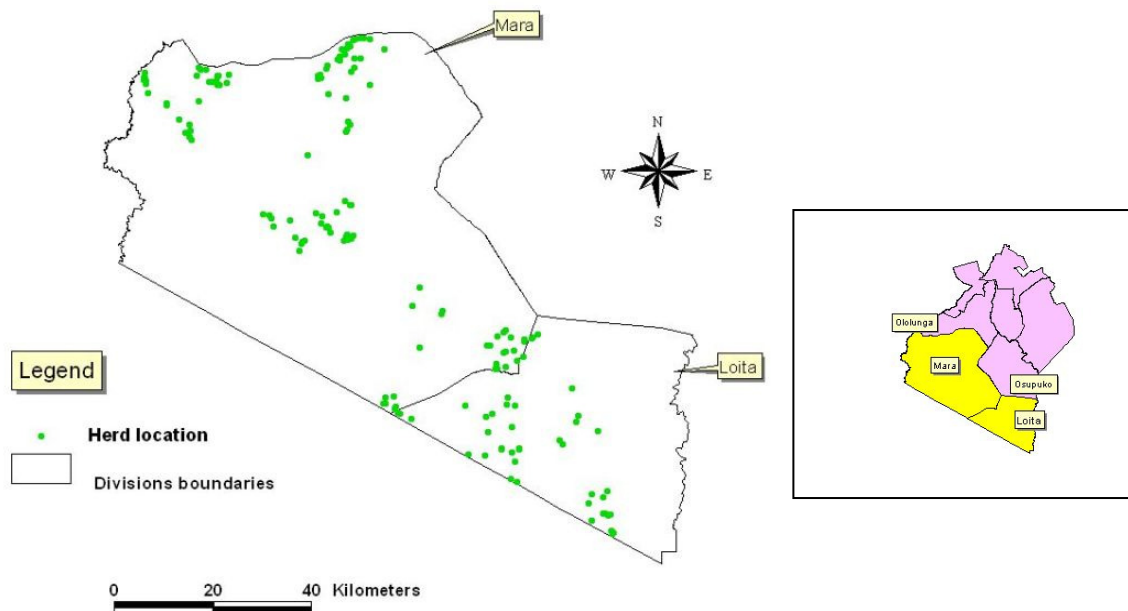 Mara
N
W E
S
Loita
Legend
Herd location
Divisions boundaries
0 20 40 Kilometers
Ololunga
Mara
Osupuko
Loita